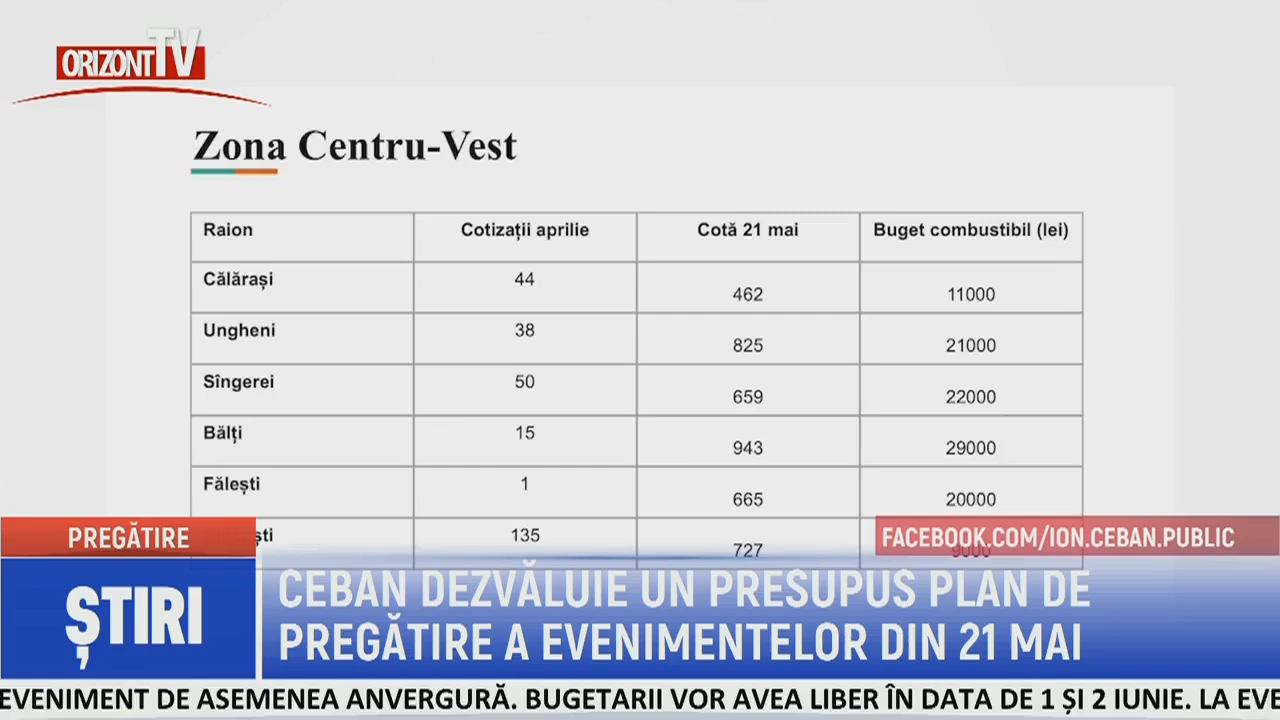 ORIZONT TV
Zona Centru-Vest
Raion Cotizații aprilie Cotă 21 mai Buget combustibil (lei)
Călărași 44 462 11000
Ungheni 38 825 21000
Sîngerei 50 659 22000
Bălți 15 943 29000
Fălești 1 665 20000
ști 135 727 9000
PREGĂTIRE
FACEBOOK.COM/ION.CEBAN.PUBLIC
ȘTIRI
CEBAN DEZVĂLUIE UN PRESUPUS PLAN DE
PREGĂTIRE A EVENIMENTELOR DIN 21 MAI
EVENIMENT DE ASEMENEA ANVERGURĂ. BUGETARII VOR AVEA LIBER ÎN DATA DE 1 ȘI 2 IUNIE. LA EVE